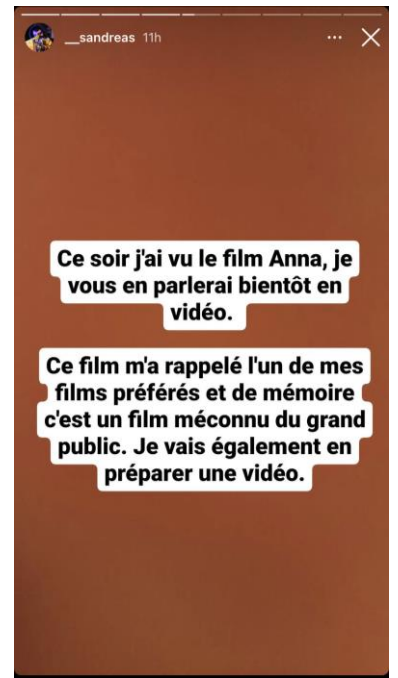 __sandreas 11h
Ce soir j'ai vu le film Anna, je
vous en parlerai bientôt en
vidéo.
Ce film m'a rappelé l'un de mes
films préférés et de mémoire
c'est un film méconnu du grand
public. Je vais également en
préparer une vidéo.